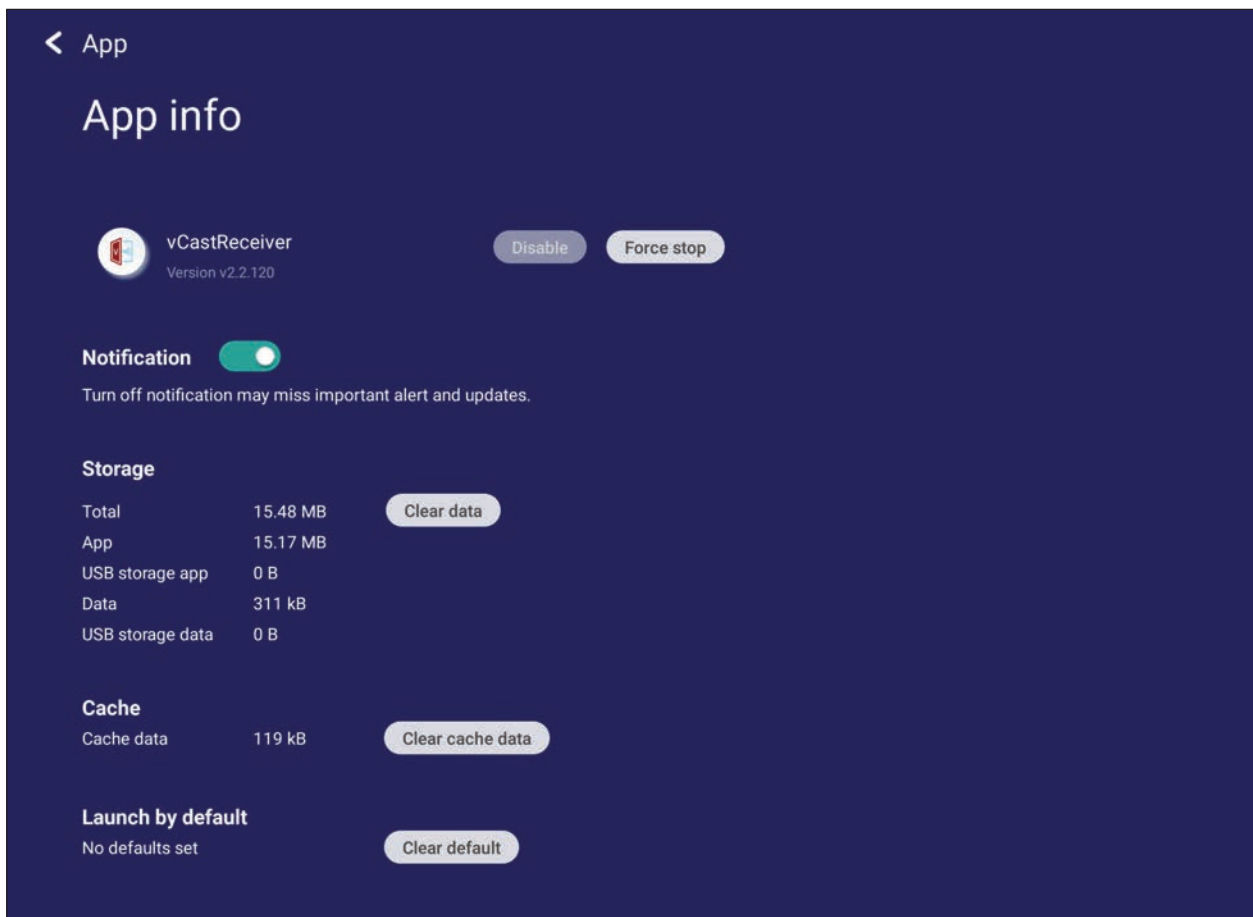 App
App info
vCastReceiver
Version v2.2.120
Disable
Force stop
Notification
Turn off notification may miss important alert and updates.
Storage
Total 15.48 MB Clear data
App 15.17 MB
USB storage app 0 B
Data 311 kB
USB storage data 0 B
Cache
Cache data 119 kB Clear cache data
Launch by default
No defaults set Clear default